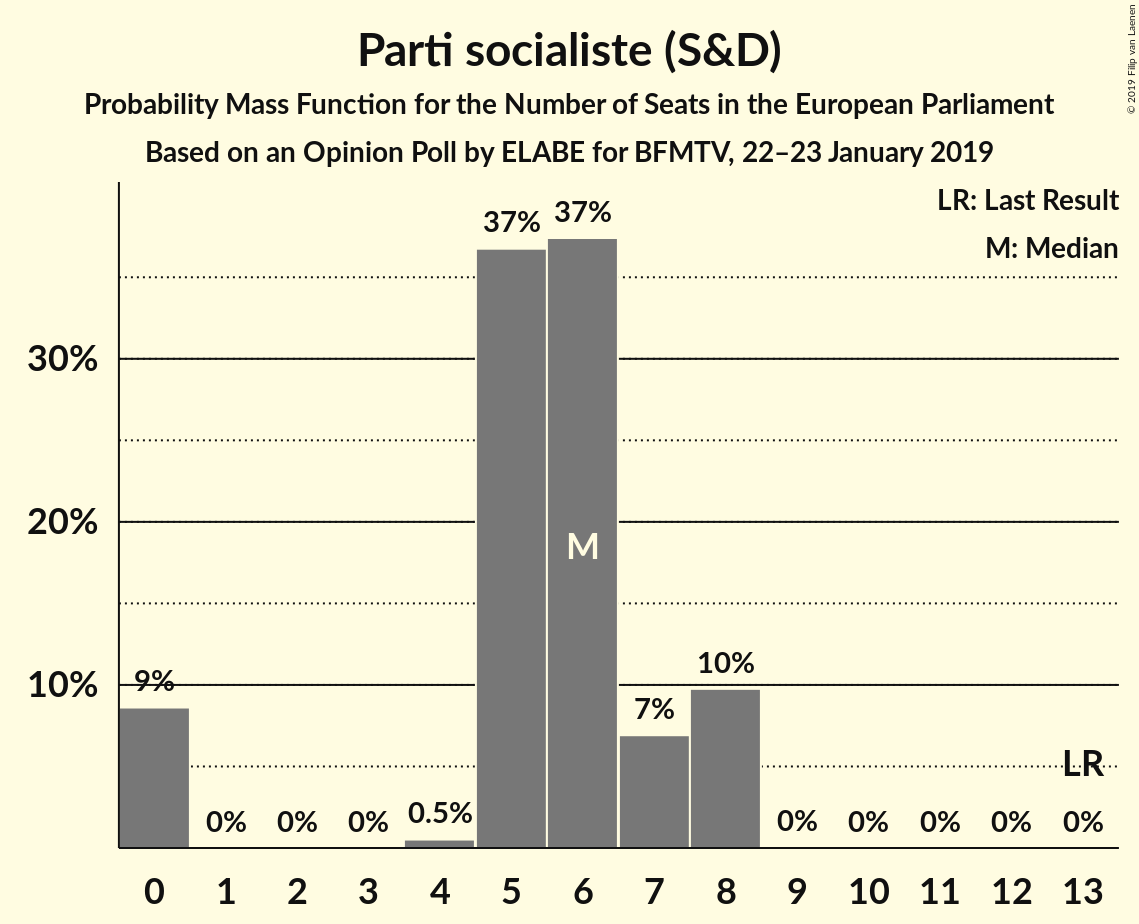 Parti socialiste (S&D)
Probability Mass Function for the Number of Seats in the European Parliament
Based on an Opinion Poll by ELABE for BFMTV, 22–23 January 2019
© 2019 Filip van Laenen
LR: Last Result
M: Median
37%
37%
30%
20%
M
10%
9%
10%
7%
LR
0%
0%
0%
0.5%
0%
0%
0%
0%
0%
0 1 2 3 4 5 6 7 8 9 10 11 12 13